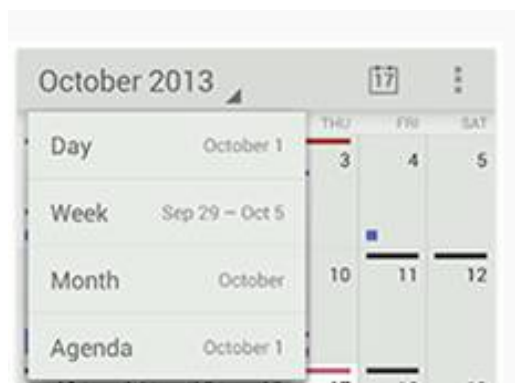 October 2013
17
THU FRI SAT
Day October 1
3 4 5
Week Sep 29 – Oct 5
Month October
10 11 12
Agenda October 1